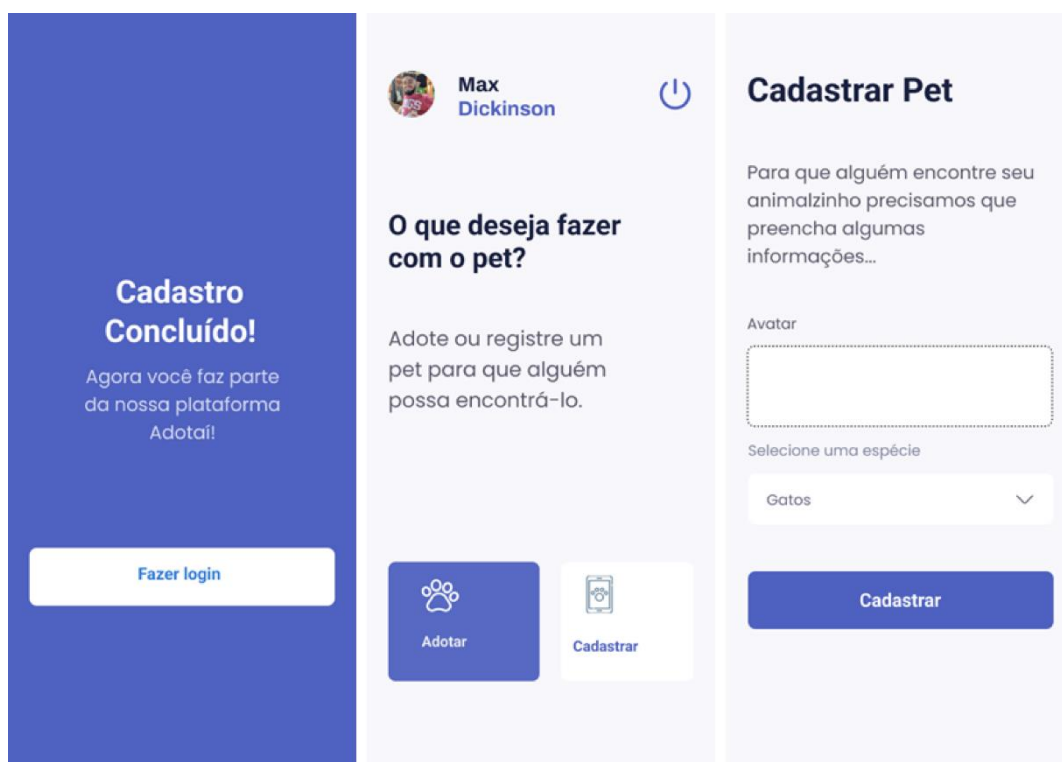 Cadastro
Concluído!
Agora você faz parte
da nossa plataforma
Adotaí!
Fazer login
Max
Dickinson
O que deseja fazer
com o pet?
Adote ou registre um
pet para que alguém
possa encontrá-lo.
Adotar
Cadastrar
Cadastrar Pet
Para que alguém encontre seu
animalzinho precisamos que
preencha algumas
informações...
Avatar
Selecione uma espécie
Gatos
Cadastrar